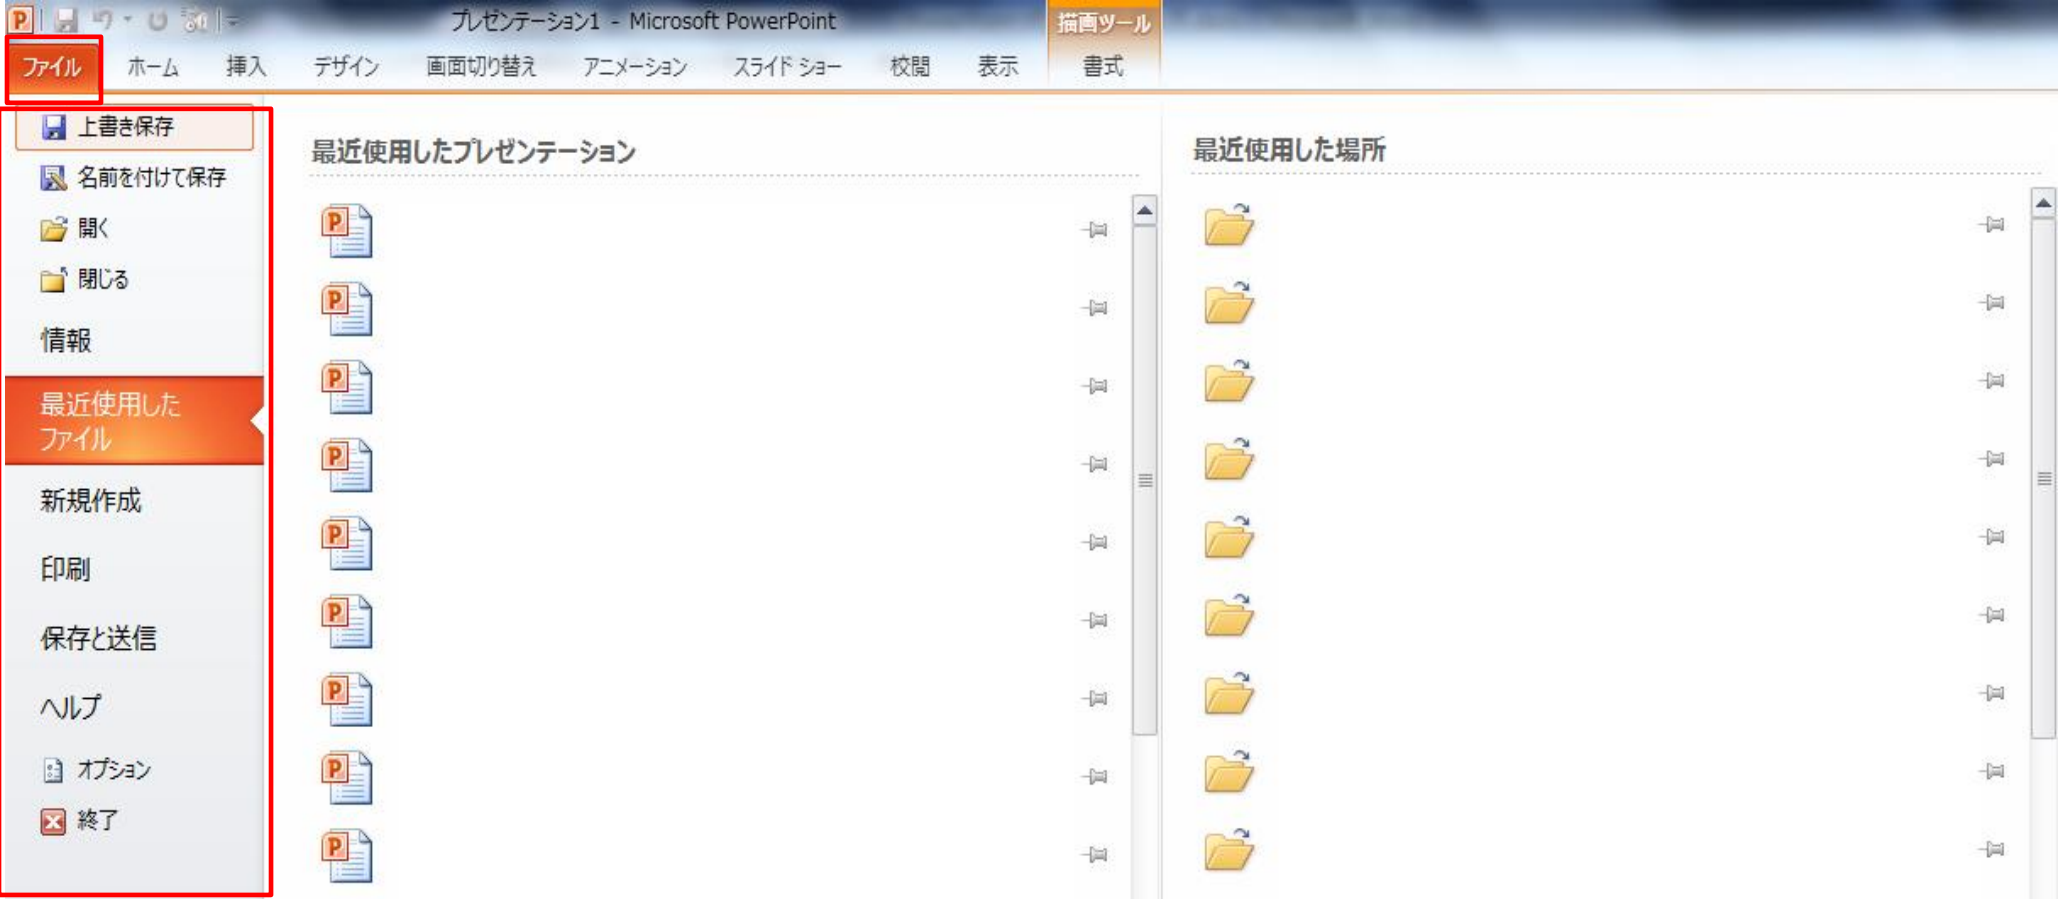 プレゼンテーション1 - Microsoft PowerPoint
描画ツール
ファイル ホーム 挿入 デザイン 画面切り替え アニメーション スライド ショー 校閲 表示 書式
上書き保存
名前を付けて保存
開く
閉じる
情報
最近使用した
ファイル
新規作成
印刷
保存と送信
ヘルプ
オプション
終了
最近使用したプレゼンテーション
最近使用した場所